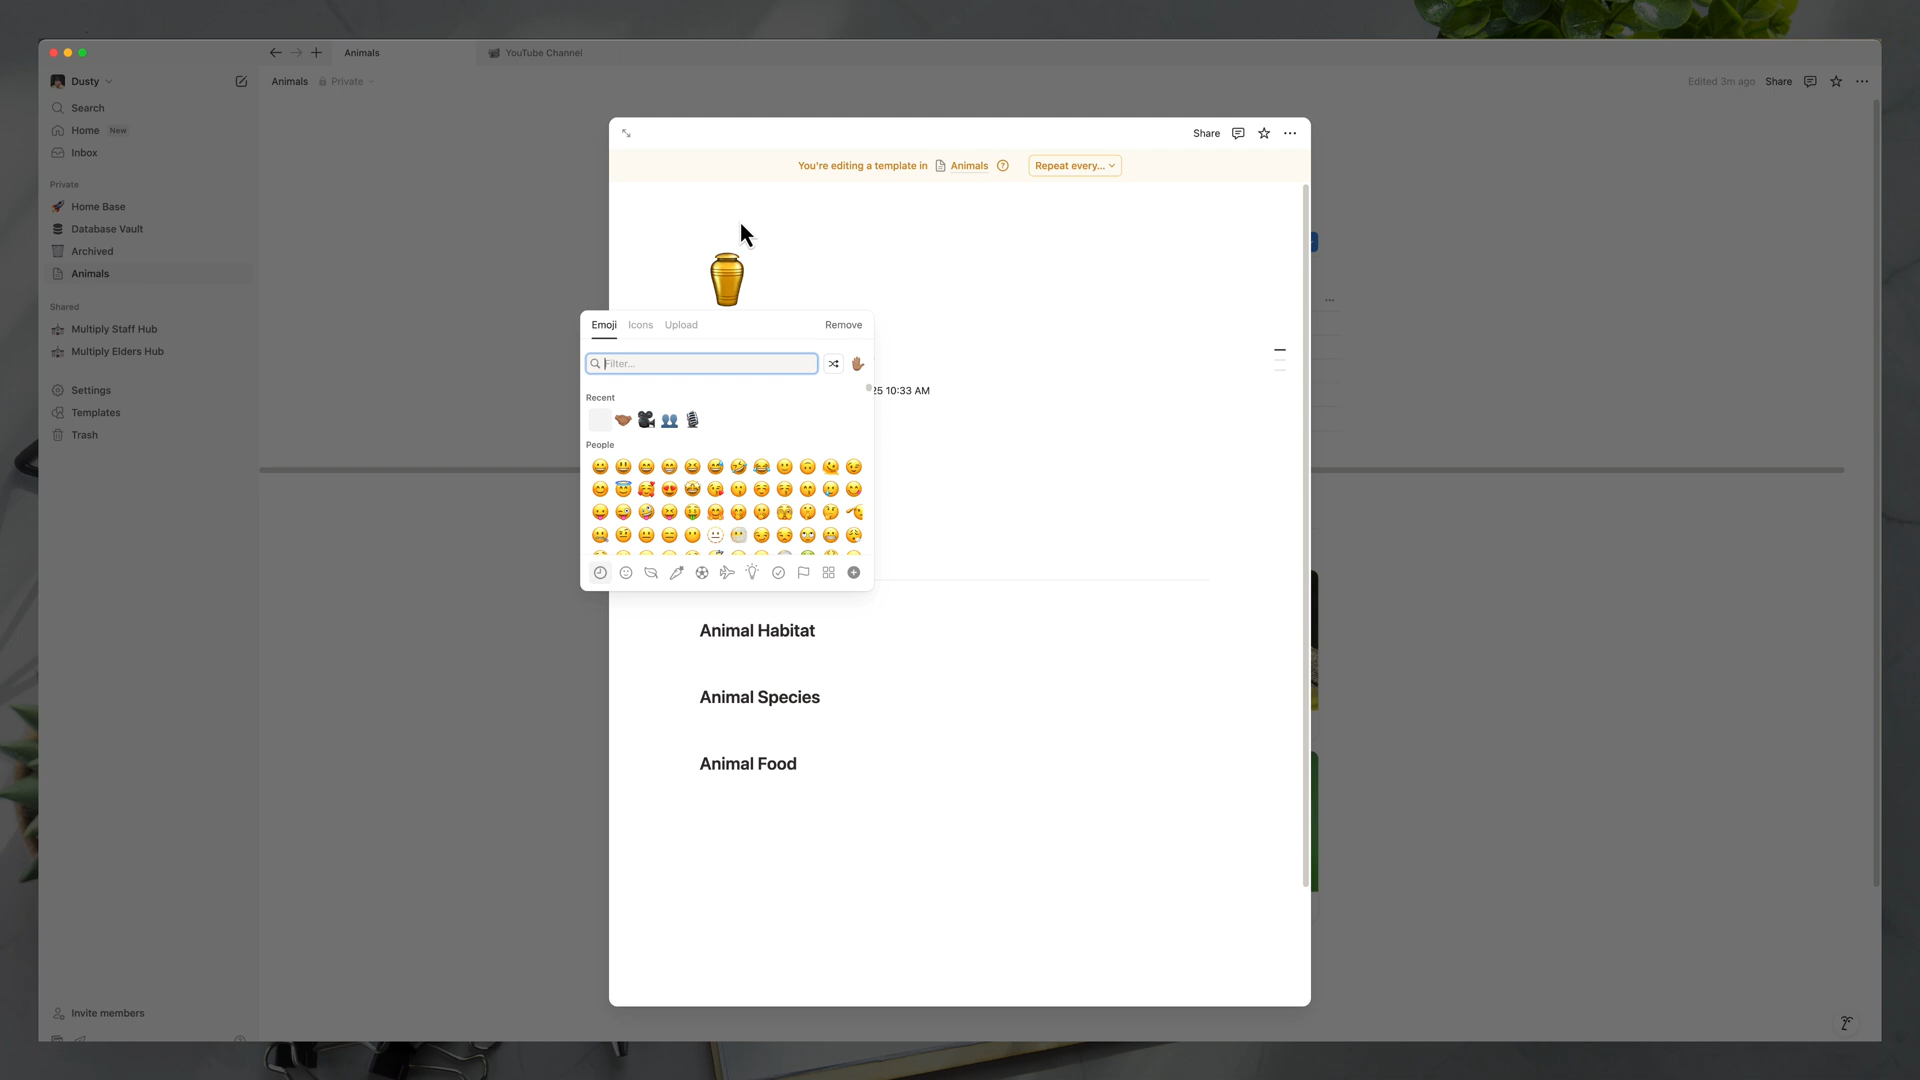 Animals
YouTube Channel
Dusty
Animals
Private
Edited 3m ago
Share
Search
Home
New
Inbox
Private
Home Base
Database Vault
Archived
Animals
Shared
Multiply Staff Hub
Multiply Elders Hub
Settings
Templates
Trash
Invite members
Share
You're editing a template in
Animals
Repeat every...
Emoji
Icons
Upload
Remove
Filter...
Recent
People
25 10:33 AM
Animal Habitat
Animal Species
Animal Food